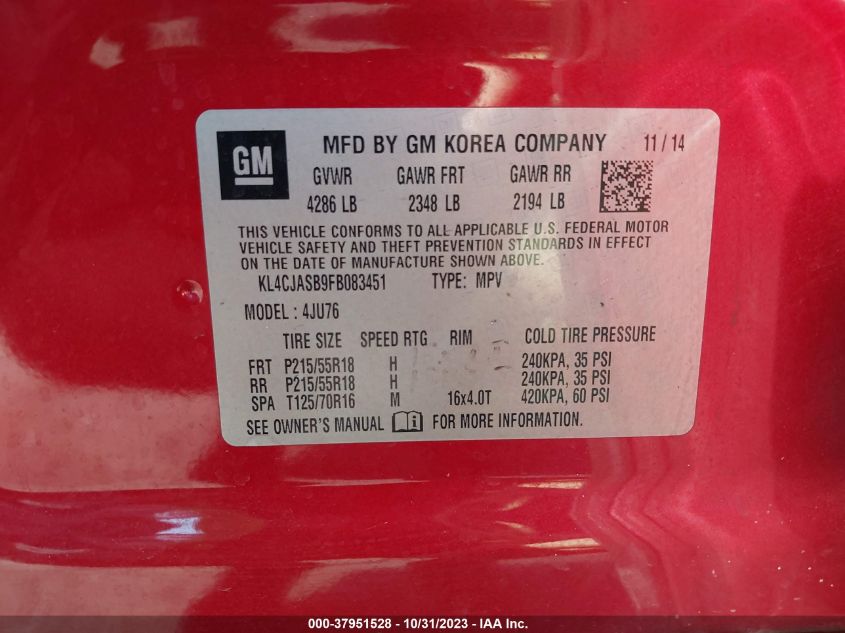 GM MFD BY GM KOREA COMPANY 11/14
GVWR GAWR FRT GAWR RR
4286 LB 2348 LB 2194 LB
THIS VEHICLE CONFORMS TO ALL APPLICABLE U.S. FEDERAL MOTOR
VEHICLE SAFETY AND THEFT PREVENTION STANDARDS IN EFFECT
ON THE DATE OF MANUFACTURE SHOWN ABOVE.
KL4CJASB9FB083451 TYPE: MPV
MODEL : 4JU76
TIRE SIZE SPEED RTG RIM COLD TIRE PRESSURE
FRT P215/55R18 H 240KPA, 35 PSI
RR P215/55R18 H 240KPA, 35 PSI
SPA T125/70R16 M 16x4.0T 420KPA, 60 PSI
SEE OWNER'S MANUAL FOR MORE INFORMATION.
000-37951528 - 10/31/2023 - IAA Inc.